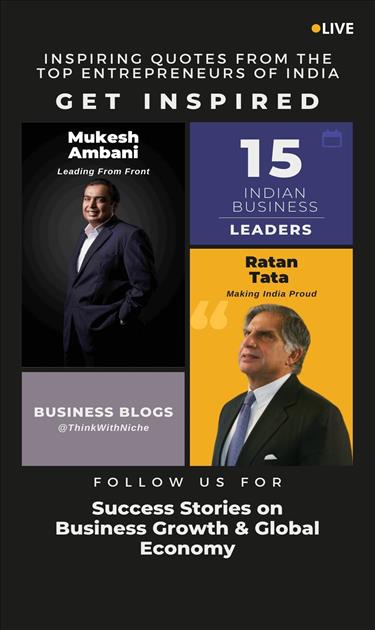 LIVE
INSPIRING QUOTES FROM THE
TOP ENTREPRENEURS OF INDIA
GET INSPIRED
Mukesh
Ambani
Leading From Front
15
INDIAN
BUSINESS
LEADERS
Ratan
Tata
Making India Proud
“
BUSINESS BLOGS
@ThinkWithNiche
FOLLOW US FOR
Success Stories on
Business Growth & Global
Economy